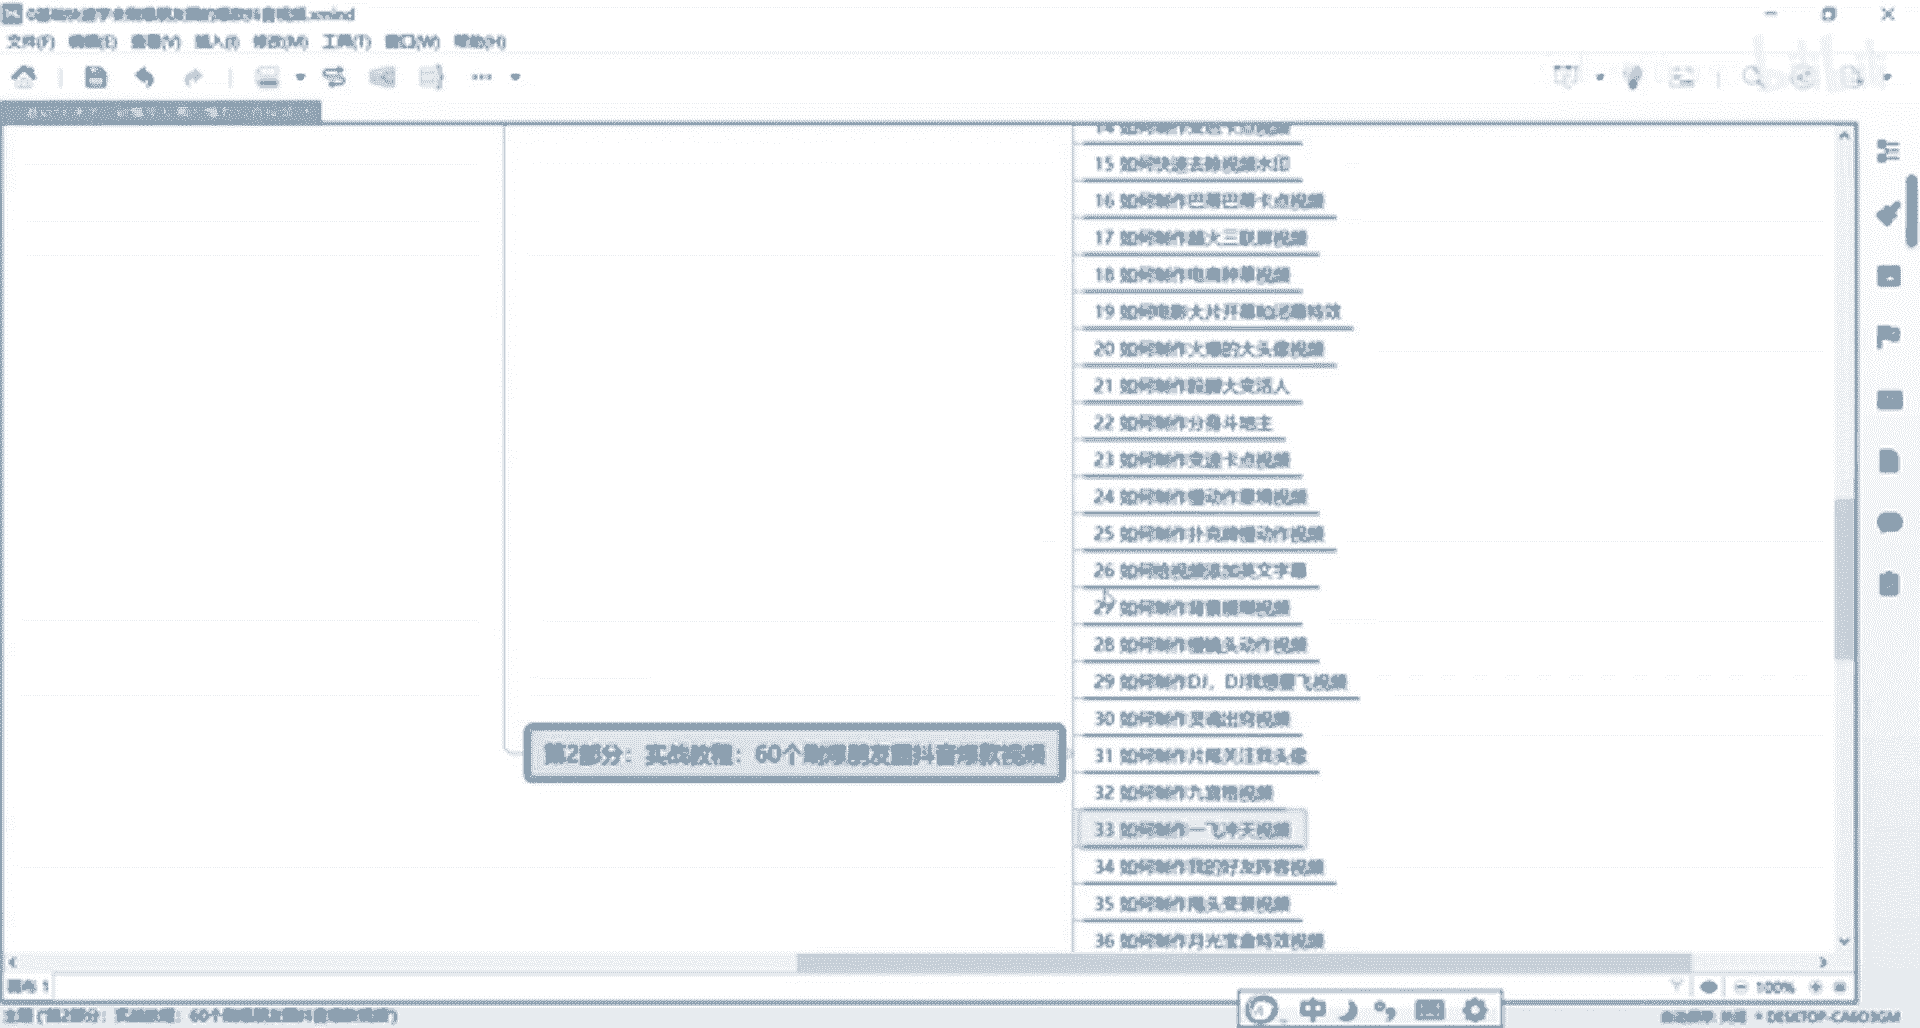 文件(F) 编辑(E) 查看(V) 插入(I) 修改(M) 工具(T) 窗口(W) 帮助(H)
15 如何快速去除视频水印
16 如何制作巴啦巴啦卡点视频
17 如何制作超火三联屏视频
18 如何制作电商种草视频
19 如何电影大片开幕和闭幕特效
20 如何制作火爆的大头像视频
21 如何制作大变活人
22 如何制作分身斗地主
23 如何制作变速卡点视频
24 如何制作慢动作视频
25 如何制作扑克牌慢动作视频
26 如何给视频添加英文字幕
27 如何制作背景模糊视频
28 如何制作慢镜头动作视频
29 如何制作DJ,DJ我想要飞视频
30 如何制作灵魂出窍视频
31 如何制作片尾关注我头像
32 如何制作九宫格视频
33 如何制作一飞冲天视频
34 如何制作我的好友阵容视频
35 如何制作甩头变装视频
36 如何制作月光宝盒特效视频
第2部分:实战教程:60个刷爆朋友圈抖音爆款视频
画布 1
100%
主题 ('第2部分:实战教程:60个刷爆朋友圈抖音爆款视频')
中